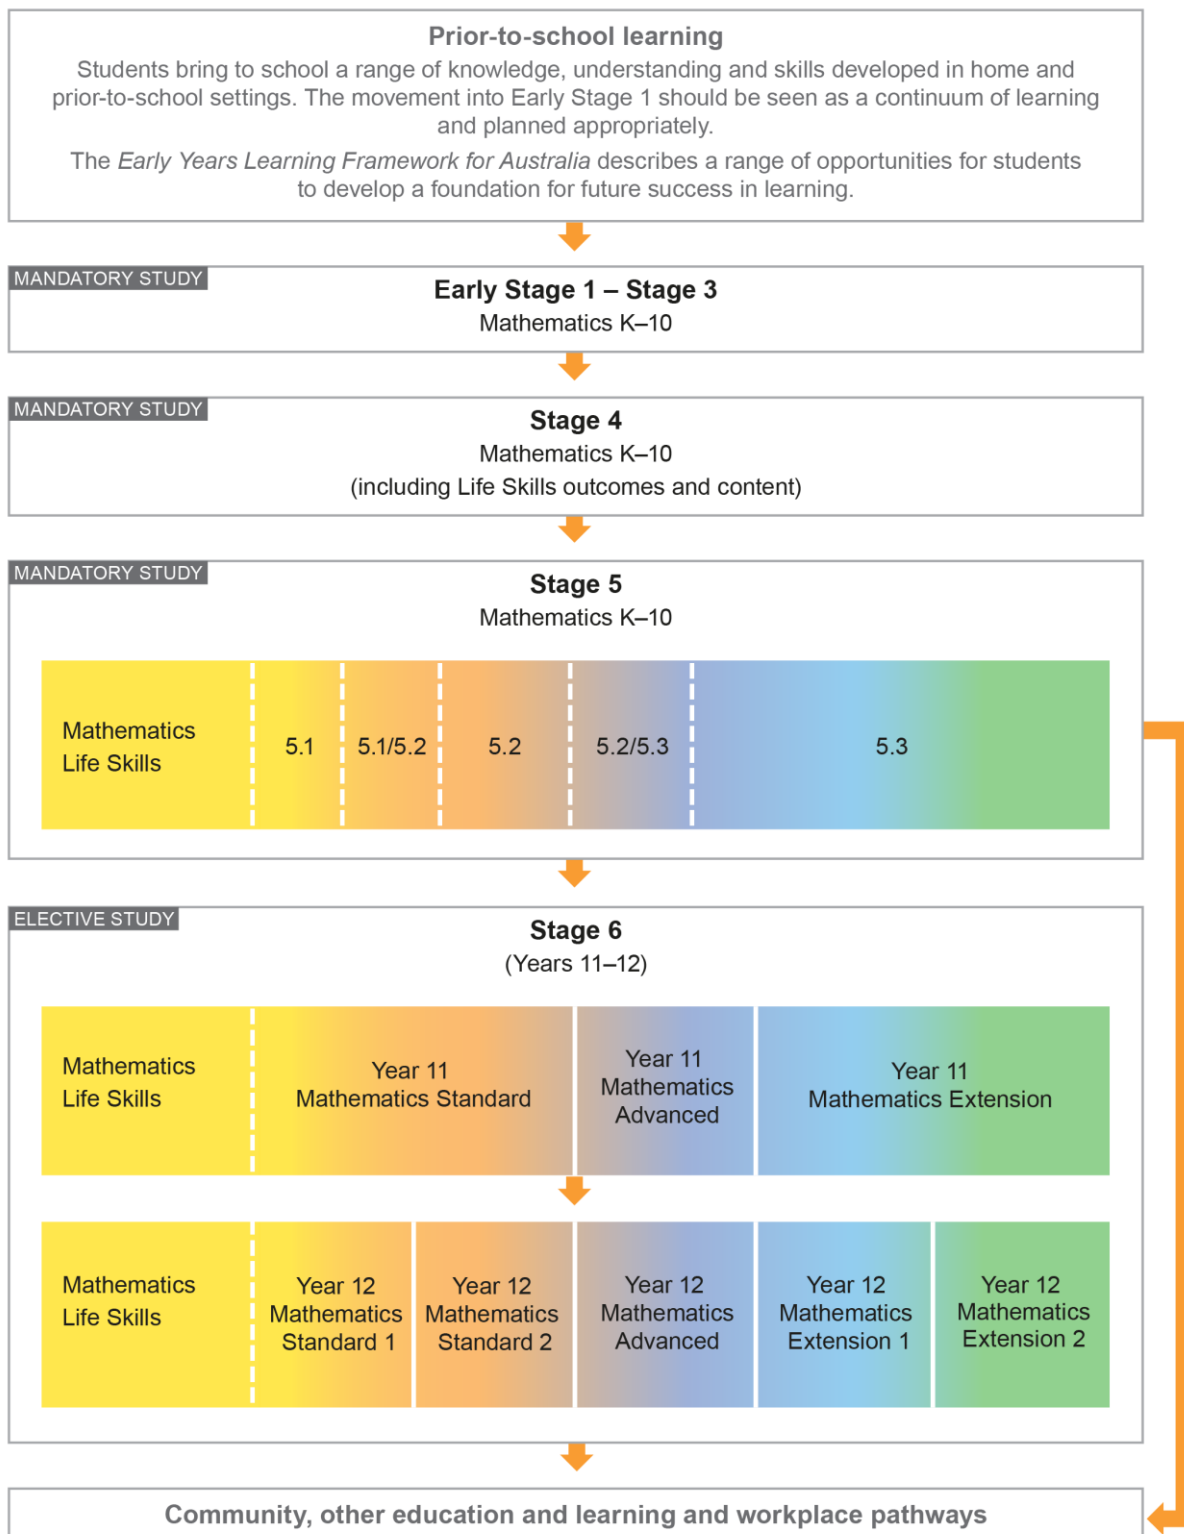 Prior-to-school learning
Students bring to school a range of knowledge, understanding and skills developed in home and
prior-to-school settings. The movement into Early Stage 1 should be seen as a continuum of learning
and planned appropriately.
The Early Years Learning Framework for Australia describes a range of opportunities for students
to develop a foundation for future success in learning.
MANDATORY STUDY
Early Stage 1 – Stage 3
Mathematics K–10
MANDATORY STUDY
Stage 4
Mathematics K–10
(including Life Skills outcomes and content)
MANDATORY STUDY
Stage 5
Mathematics K–10
Mathematics
Life Skills
5.1
5.1/5.2
5.2
5.2/5.3
5.3
ELECTIVE STUDY
Stage 6
(Years 11–12)
Mathematics
Life Skills
Year 11
Mathematics Standard
Year 11
Mathematics
Advanced
Year 11
Mathematics Extension
Mathematics
Life Skills
Year 12
Mathematics
Standard 1
Year 12
Mathematics
Standard 2
Year 12
Mathematics
Advanced
Year 12
Mathematics
Extension 1
Year 12
Mathematics
Extension 2
Community, other education and learning and workplace pathways